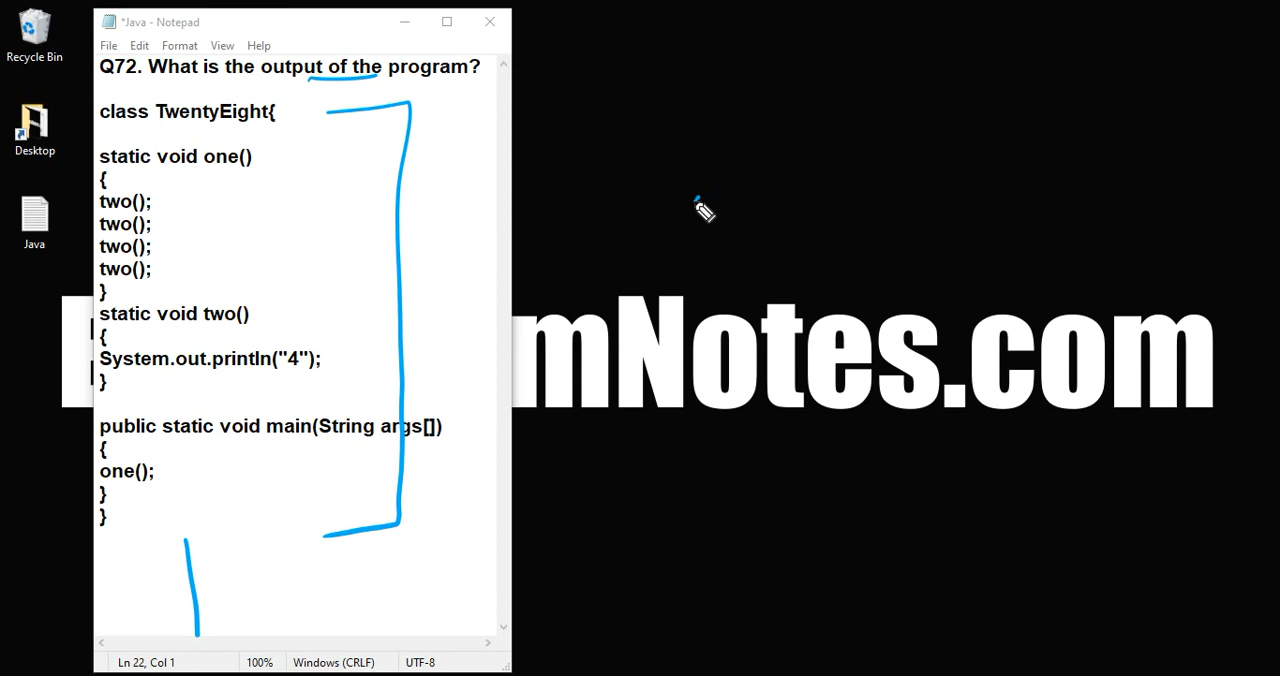 Recycle Bin
Desktop
Java
*Java - Notepad
File Edit Format View Help
Q72. What is the output of the program?
class TwentyEight{
static void one()
{
two();
two();
two();
two();
}
static void two()
{
System.out.println("4");
}
public static void main(String args[])
{
one();
}
}
Ln 22, Col 1 100% Windows (CRLF) UTF-8
mNotes.com